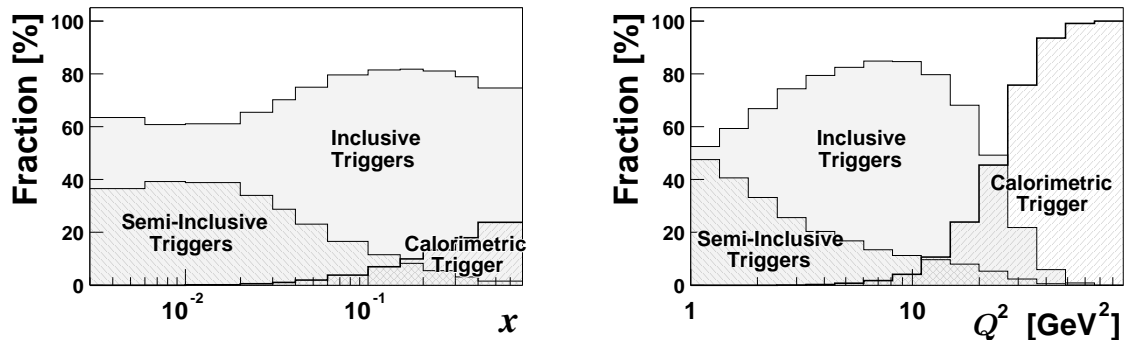 Fraction [%]
100
80
60
40
20
0
Inclusive
Triggers
Semi-Inclusive
Triggers
Calorimetric
Trigger
10-2
10-1
x
Fraction [%]
100
80
60
40
20
0
Inclusive
Triggers
Calorimetric
Trigger
Semi-Inclusive
Triggers
1
10
Q2 [GeV2]